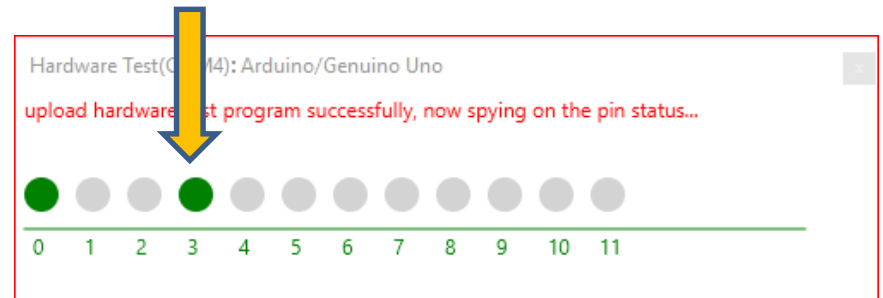 Hardware Test( M4): Arduino/Genuino Uno
x
upload hardware st program successfully, now spying on the pin status...
0 1 2 3 4 5 6 7 8 9 10 11